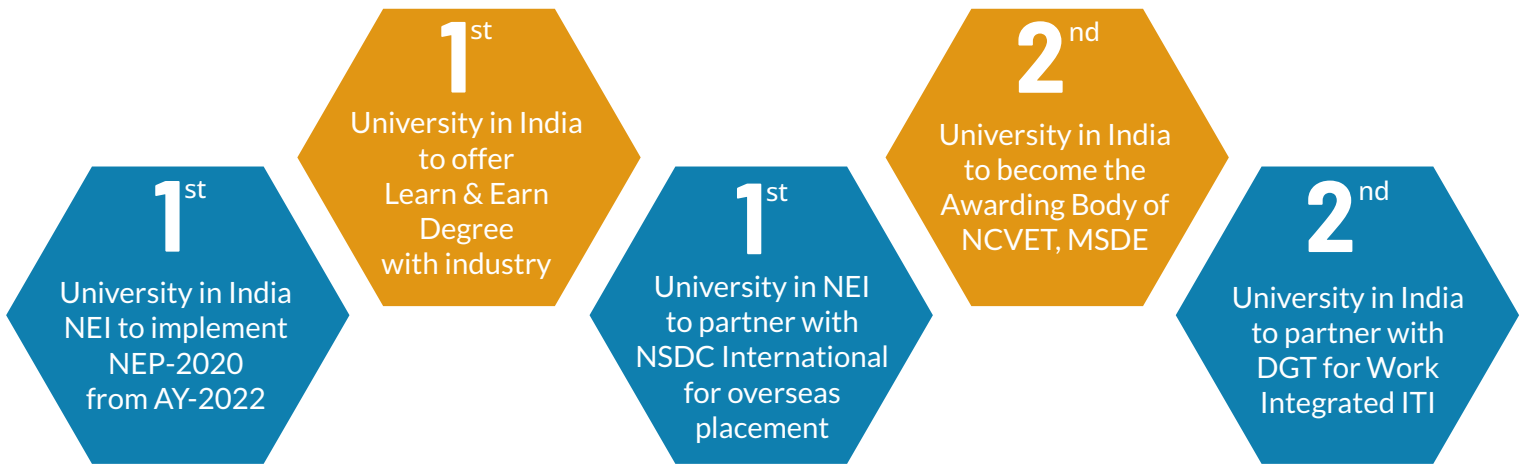 1st
University in India
NEI to implement
NEP-2020
from AY-2022
1st
University in India
to offer
Learn & Earn
Degree
with industry
1st
University in NEI
to partner with
NSDC International
for overseas
placement
2nd
University in India
to become the
Awarding Body of
NCVET, MSDE
2nd
University in India
to partner with
DGT for Work
Integrated ITI